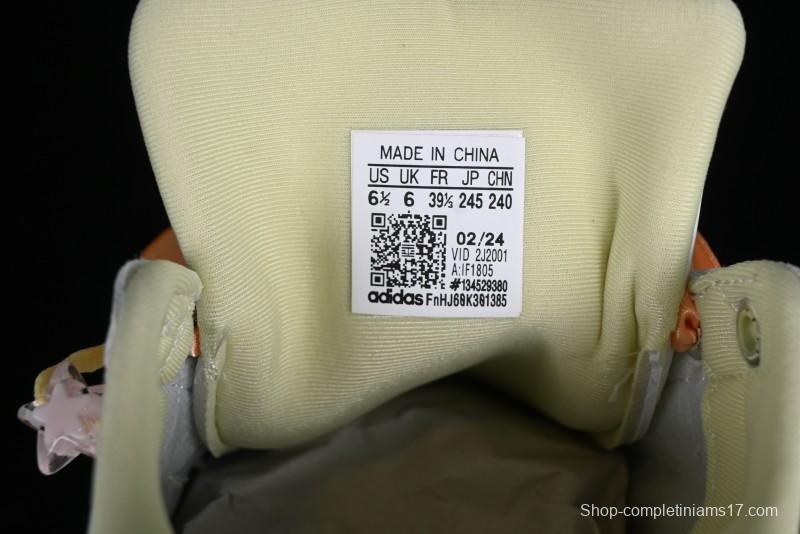 MADE IN CHINA
US UK FR JP CHN
6½ 6 39⅓ 245 240
02/24
VID 2J2001
A:IF1805
#134529380
adidas FnHJ60K301385
Shop-completiniams17.com